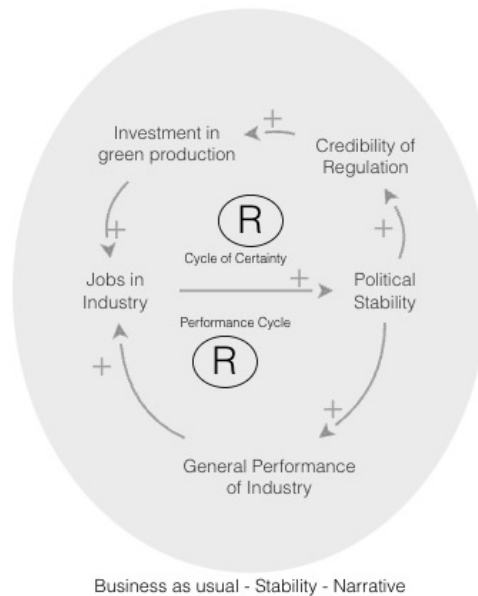 +
Investment in
green production
Credibility of
Regulation
+
R
+
Cycle of Certainty
+
Jobs in
Industry
Political
Stability
Performance Cycle
R
+
+
General Performance
of Industry
Business as usual - Stability - Narrative